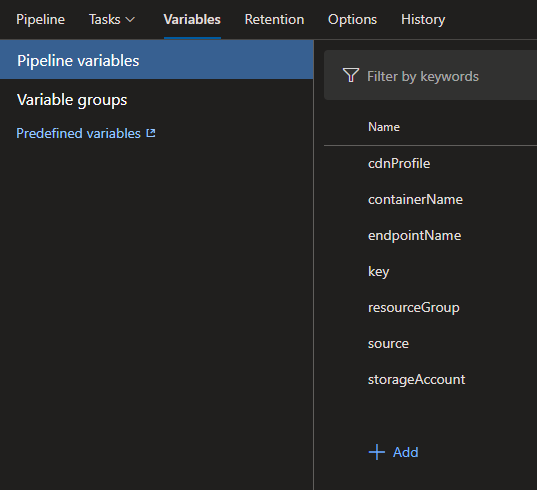 Pipeline Tasks Variables Retention Options History
Pipeline variables
Variable groups
Predefined variables
Filter by keywords
Name
cdnProfile
containerName
endpointName
key
resourceGroup
source
storageAccount
Add